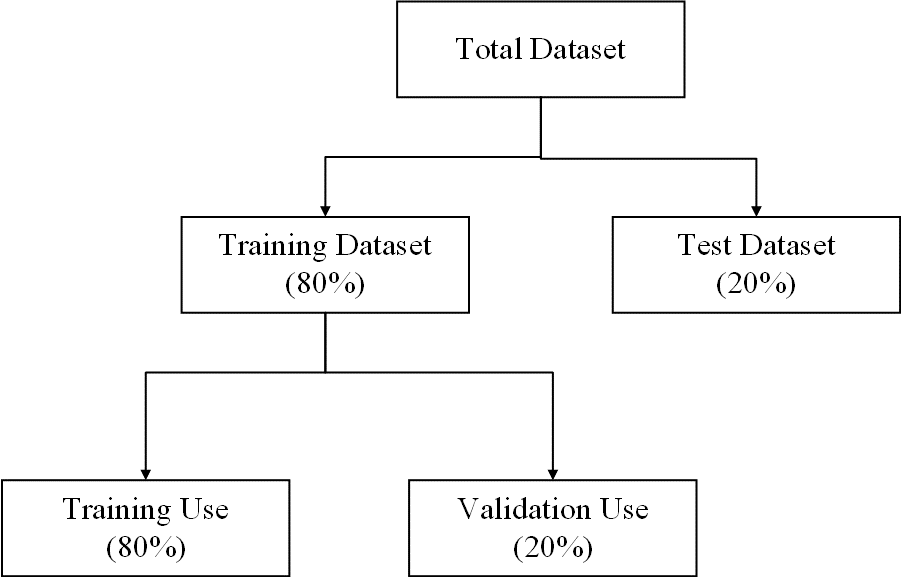 Total Dataset
Training Dataset
(80%)
Test Dataset
(20%)
Training Use
(80%)
Validation Use
(20%)